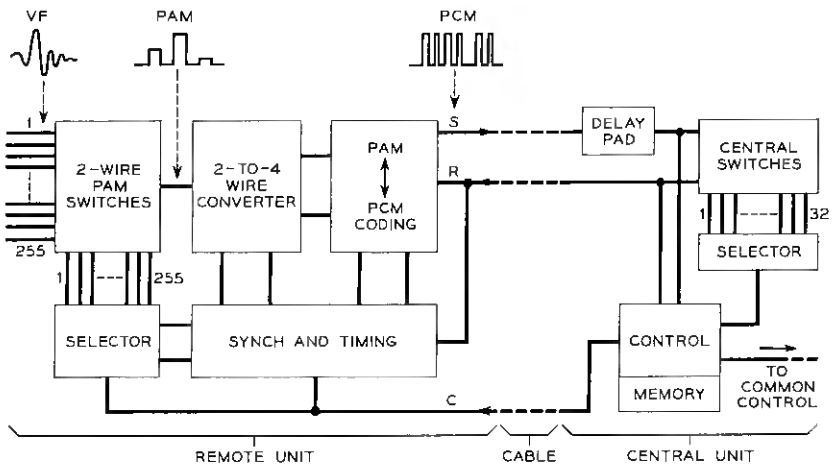 VF
PAM
PCM
1
2-WIRE
PAM
SWITCHES
255
2-TO-4
WIRE
CONVERTER
PAM
PCM
CODING
S
R
DELAY
PAD
CENTRAL
SWITCHES
1
32
SELECTOR
1
255
SELECTOR
SYNCH AND TIMING
CONTROL
MEMORY
TO
COMMON
CONTROL
C
REMOTE UNIT
CABLE
CENTRAL UNIT